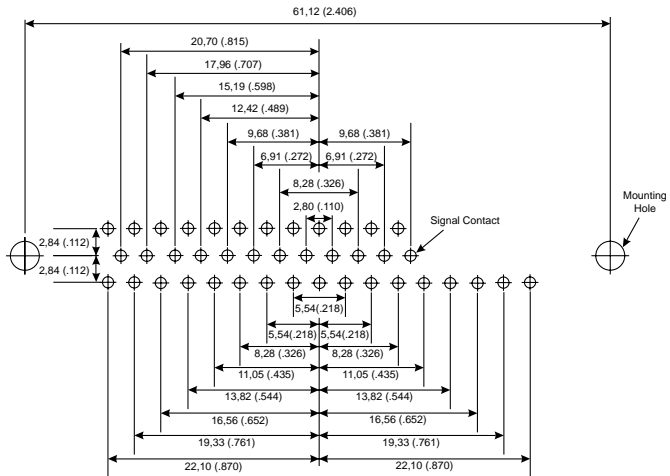 61,12 (2.406)
20,70 (.815)
17,96 (.707)
15,19 (.598)
12,42 (.489)
9,68 (.381) 9,68 (.381)
6,91 (.272) 6,91 (.272)
8,28 (.326)
2,80 (.110)
Mounting
Hole
Signal Contact
2,84 (.112)
2,84 (.112)
5,54 (.218)
5,54(.218) 5,54(.218)
8,28 (.326) 8,28 (.326)
11,05 (.435) 11,05 (.435)
13,82 (.544) 13,82 (.544)
16,56 (.652) 16,56 (.652)
19,33 (.761) 19,33 (.761)
22,10 (.870) 22,10 (.870)